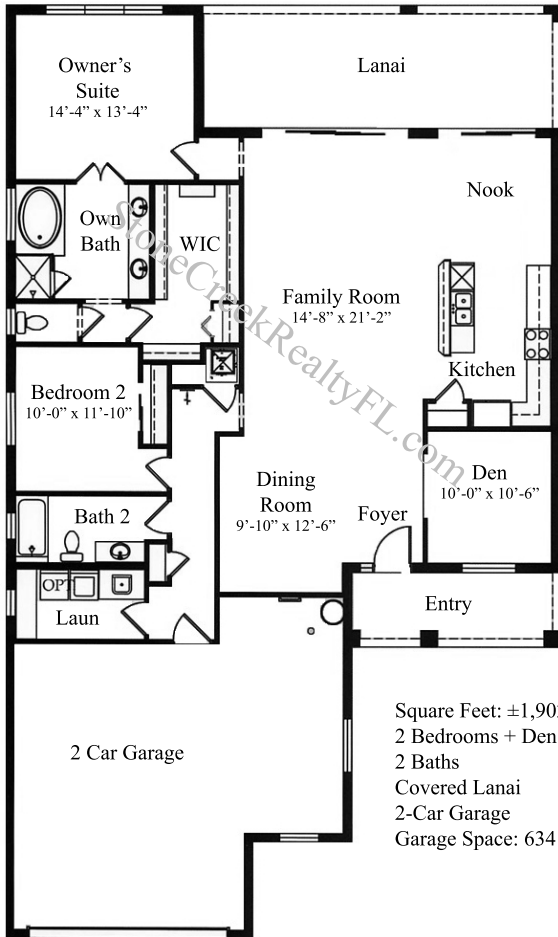 Owner's
Suite
14'-4" x 13'-4"
Lanai
Own
Bath
WIC
Nook
Family Room
14'-8" x 21'-2"
Kitchen
Bedroom 2
10'-0" x 11'-10"
Dining
Room
9'-10" x 12'-6"
Den
10'-0" x 10'-6"
Foyer
Bath 2
OPT
Laun
Entry
2 Car Garage
Square Feet: ±1,90
2 Bedrooms + Den
2 Baths
Covered Lanai
2-Car Garage
Garage Space: 634
StoneCreekRealtyFL.com